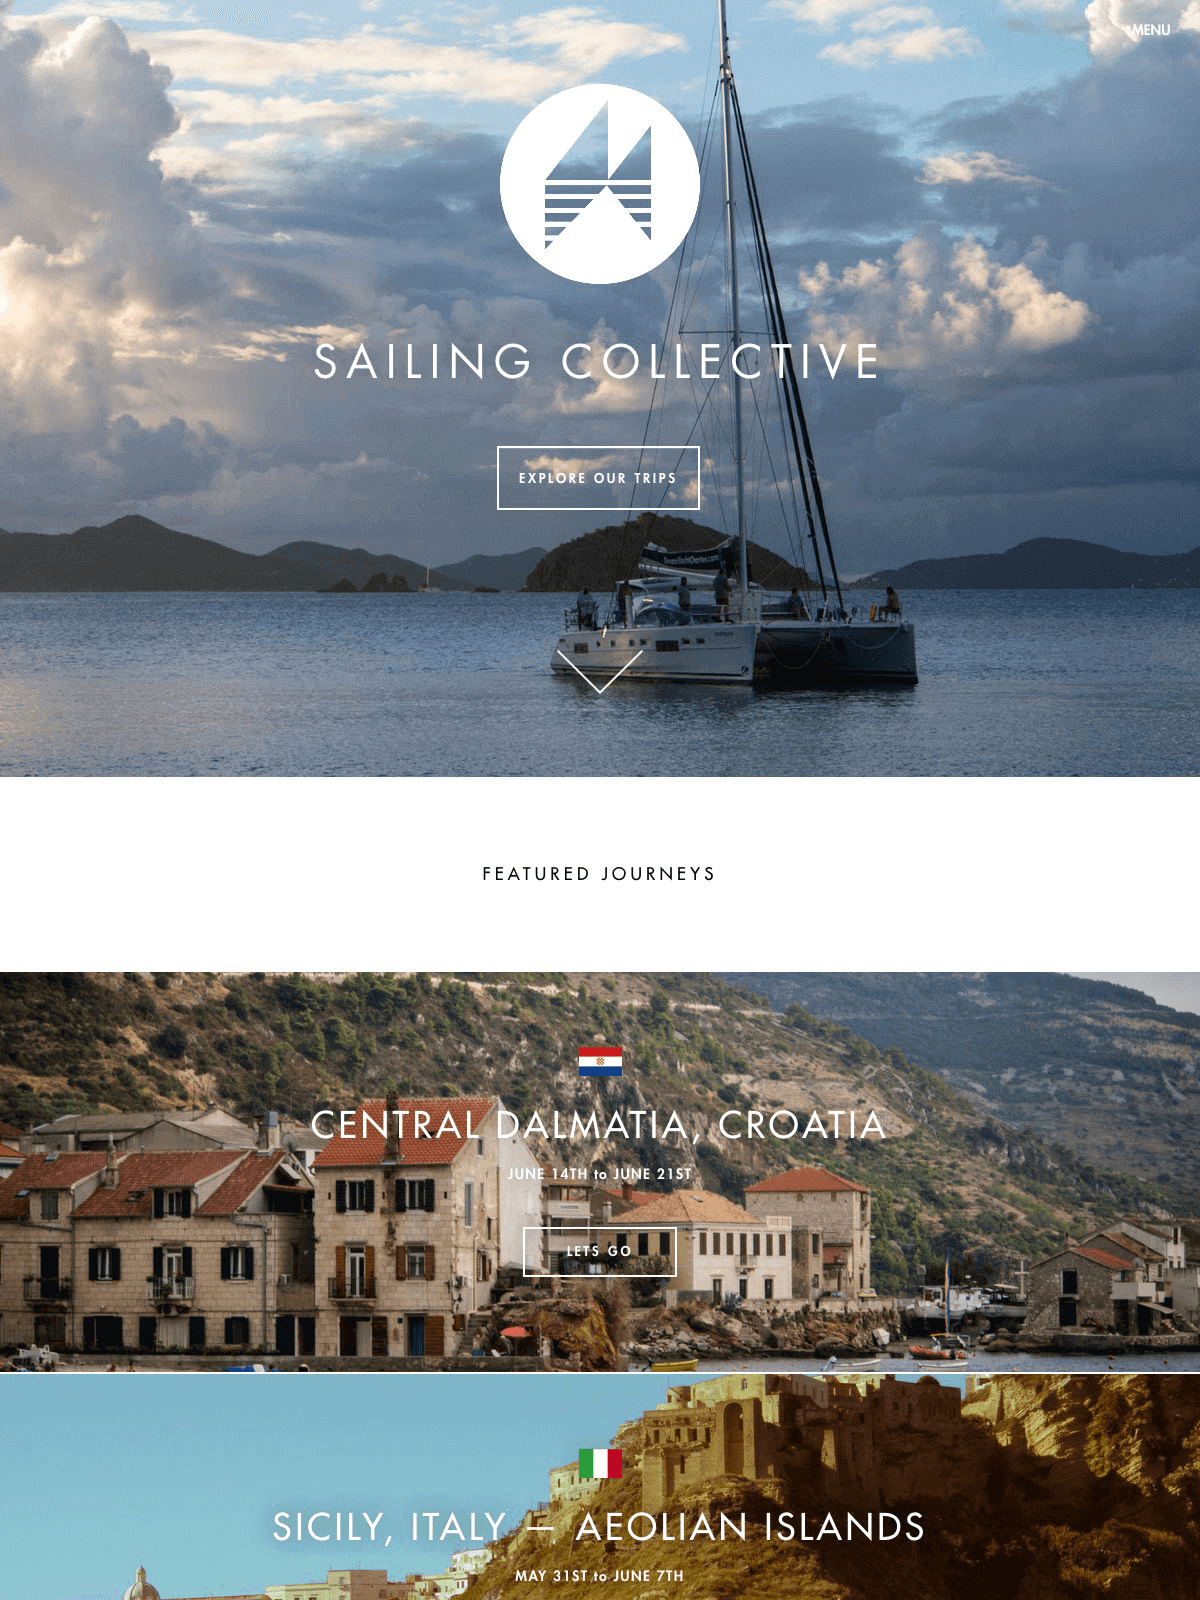 MENU
SAILING COLLECTIVE
EXPLORE OUR TRIPS
FEATURED JOURNEYS
CENTRAL DALMATIA, CROATIA
JUNE 14TH to JUNE 21ST
LETS GO
SICILY, ITALY — AEOLIAN ISLANDS
MAY 31ST to JUNE 7TH